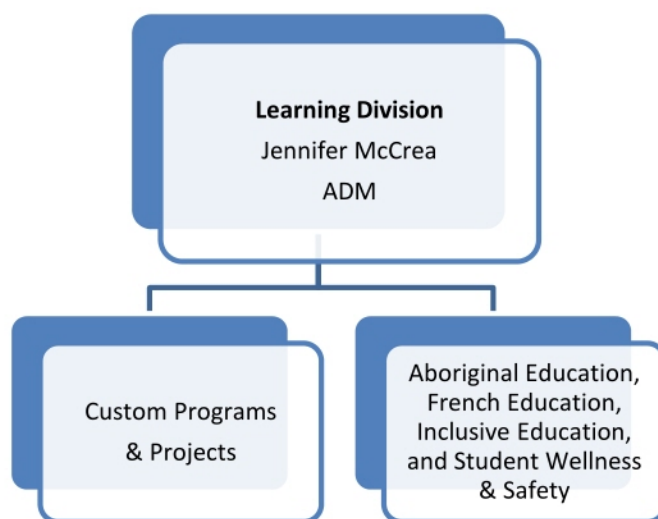 Learning Division
Jennifer McCrea
ADM
Custom Programs
& Projects
Aboriginal Education,
French Education,
Inclusive Education,
and Student Wellness
& Safety